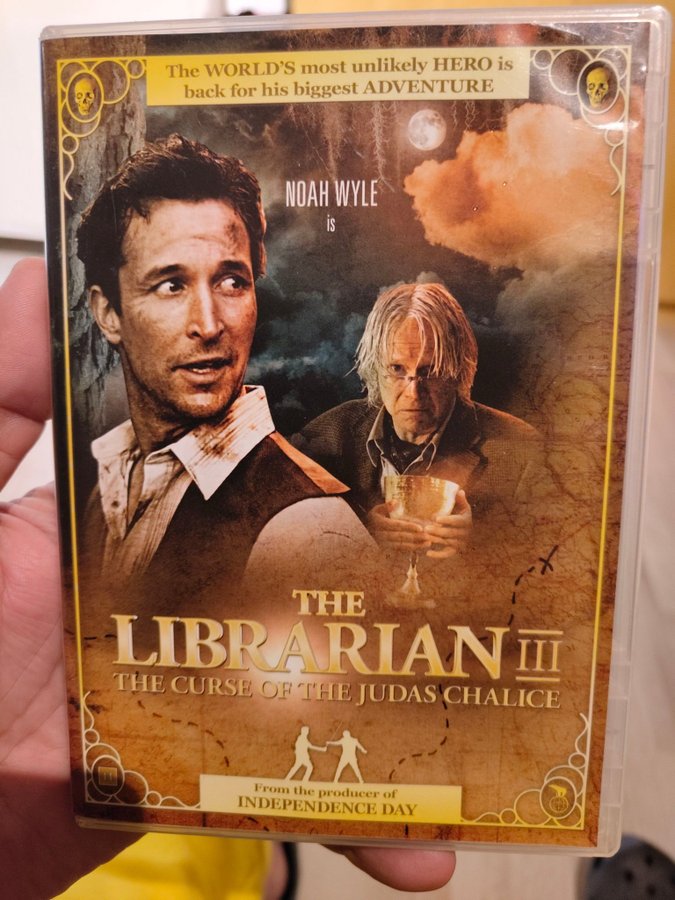 The WORLD'S most unlikely HERO is
back for his biggest ADVENTURE
NOAH WYLE
is
THE
LIBRARIAN III
THE CURSE OF THE JUDAS CHALICE
From the producer of
INDEPENDENCE DAY